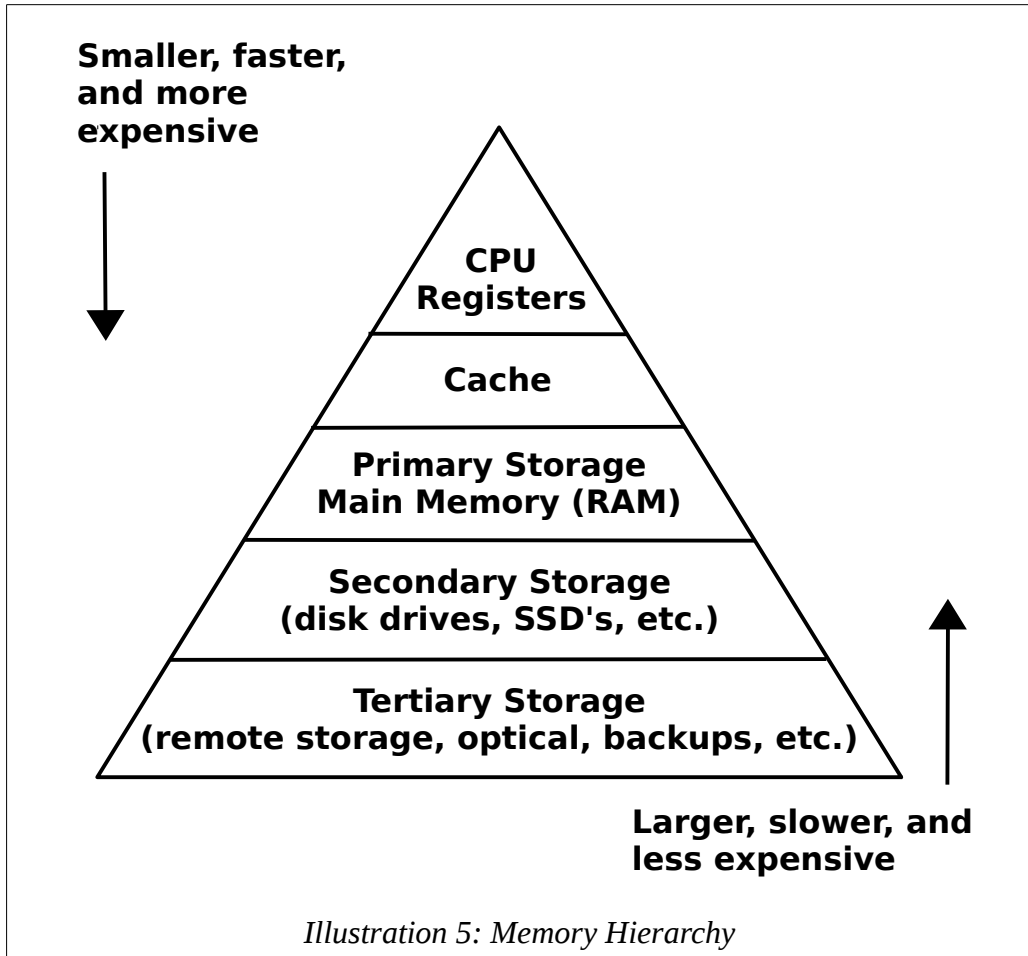 Smaller, faster,
and more
expensive
CPU
Registers
Cache
Primary Storage
Main Memory (RAM)
Secondary Storage
(disk drives, SSD's, etc.)
Tertiary Storage
(remote storage, optical, backups, etc.)
Larger, slower, and
less expensive
Illustration 5: Memory Hierarchy